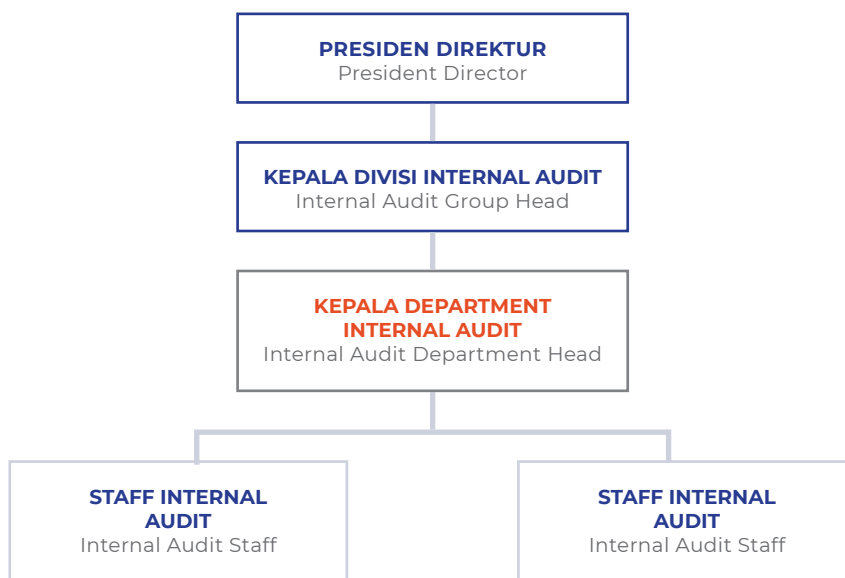 PRESIDEN DIREKTUR
President Director
KEPALA DIVISI INTERNAL AUDIT
Internal Audit Group Head
KEPALA DEPARTMENT
INTERNAL AUDIT
Internal Audit Department Head
STAFF INTERNAL
AUDIT
Internal Audit Staff
STAFF INTERNAL
AUDIT
Internal Audit Staff